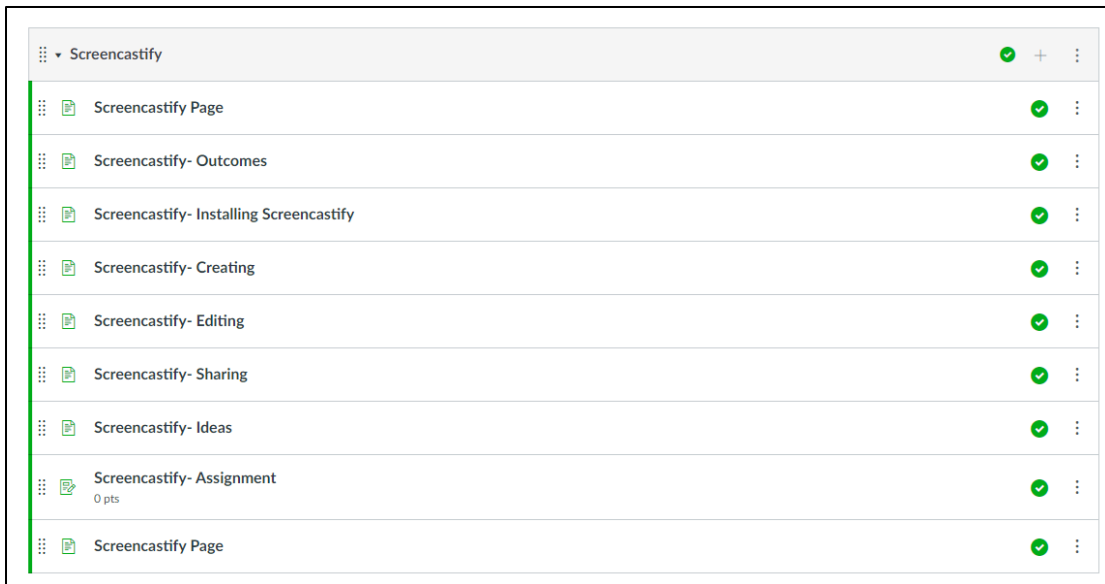 Screencastify
Screencastify Page
Screencastify- Outcomes
Screencastify- Installing Screencastify
Screencastify- Creating
Screencastify- Editing
Screencastify- Sharing
Screencastify- Ideas
Screencastify- Assignment
0 pts
Screencastify Page